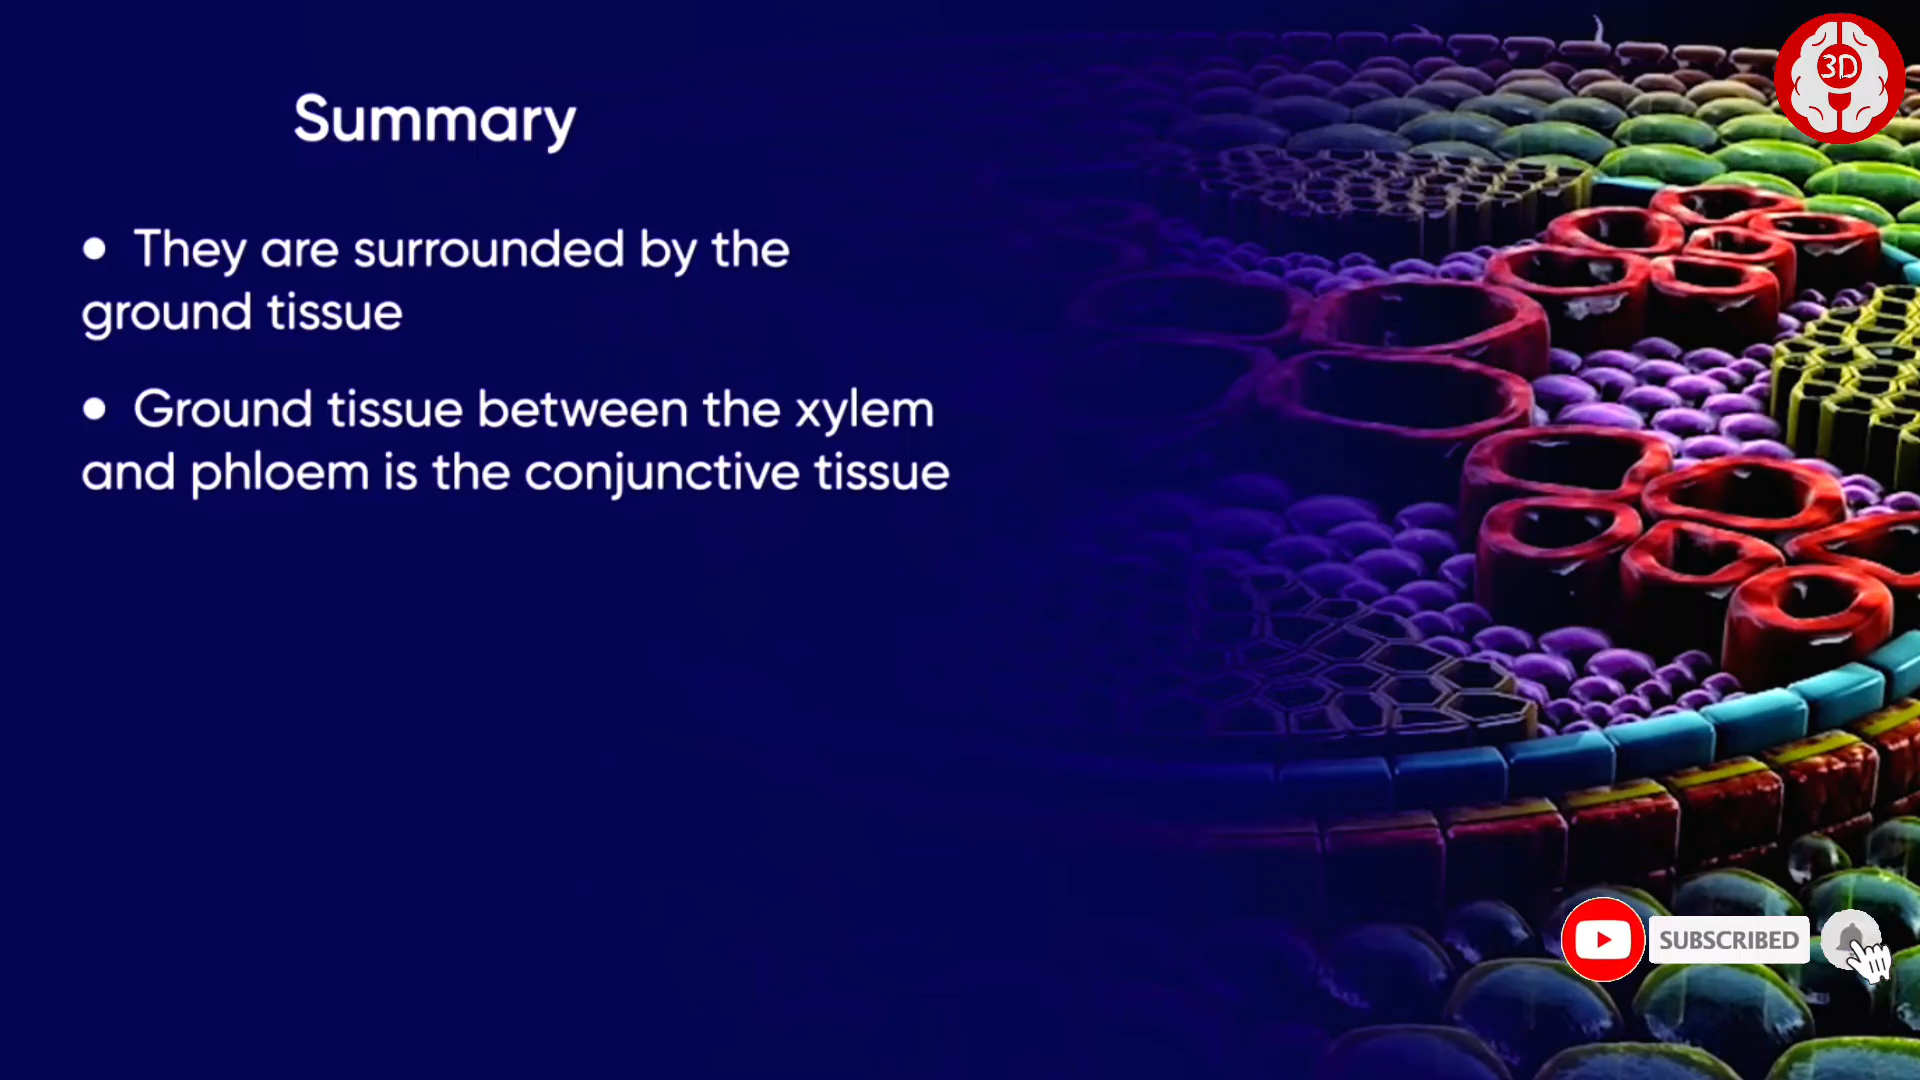 3D
Summary
• They are surrounded by the
ground tissue
• Ground tissue between the xylem
and phloem is the conjunctive tissue
SUBSCRIBED